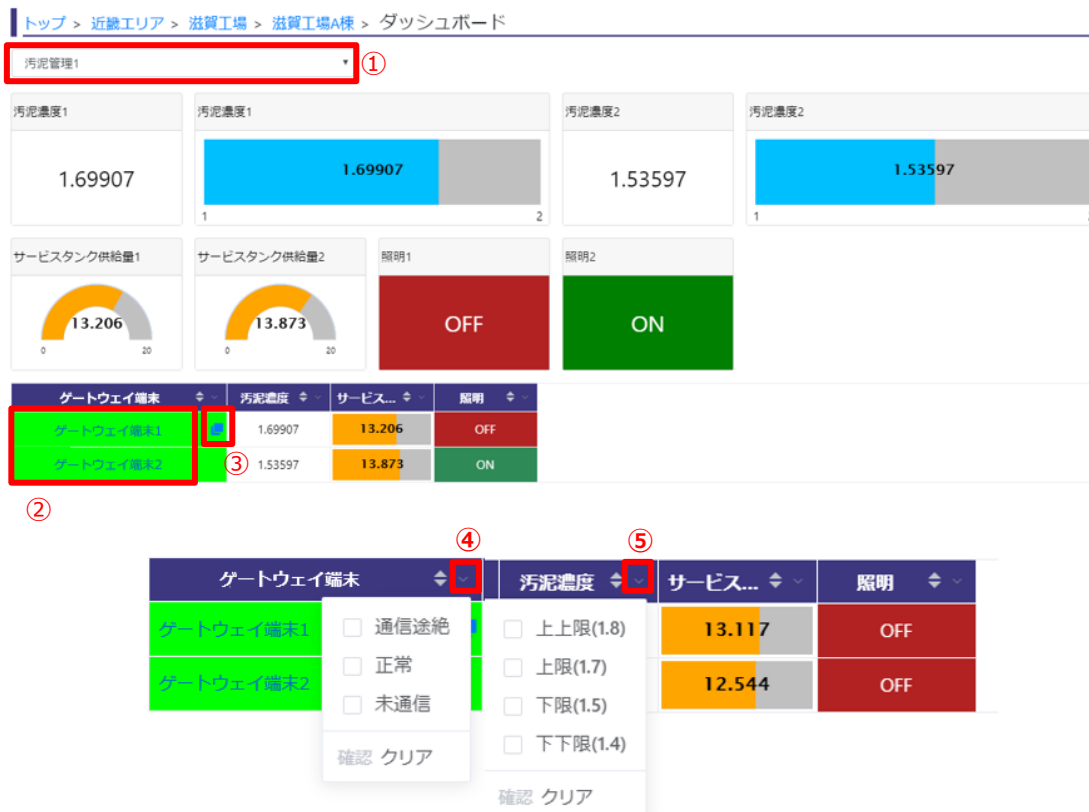 トップ > 近畿エリア > 滋賀工場 > 滋賀工場A棟 > ダッシュボード
汚泥管理1 ①
汚泥濃度1 汚泥濃度1 汚泥濃度2 汚泥濃度2
1.69907 1.69907 1.53597 1.53597
1 2 1
サービスタンク供給量1 サービスタンク供給量2 照明1 照明2
13.206 13.873 OFF ON
0 20 0 20
ゲートウェイ端末 汚泥濃度 サービス... 照明
ゲートウェイ端末1 1.69907 13.206 OFF
ゲートウェイ端末2 ③ 1.53597 13.873 ON
②
④ ⑤
ゲートウェイ端末 汚泥濃度 サービス... 照明
ゲートウェイ端末1 通信途絶 上上限(1.8) 13.117 OFF
正常 上限(1.7)
ゲートウェイ端末2 未通信 下限(1.5) 12.544 OFF
下下限(1.4)
確認 クリア
確認 クリア